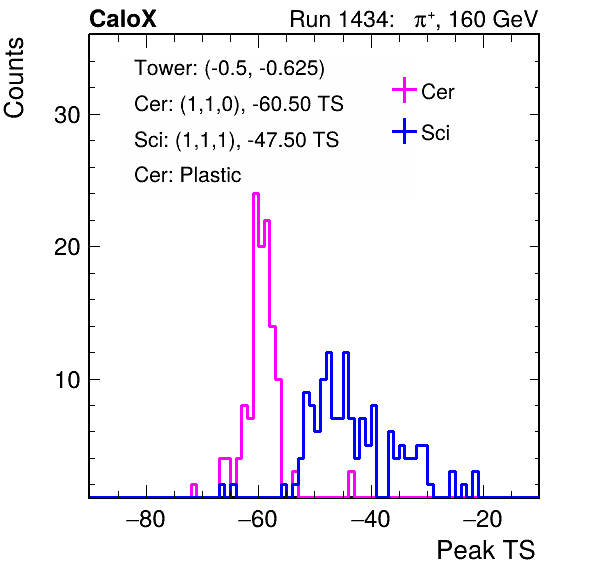 CaloX Run 1434: π⁺, 160 GeV
Counts
Tower: (-0.5, -0.625)
Cer: (1,1,0), -60.50 TS
Sci: (1,1,1), -47.50 TS
Cer: Plastic
Cer
Sci
30
20
10
−80 −60 −40 −20
Peak TS